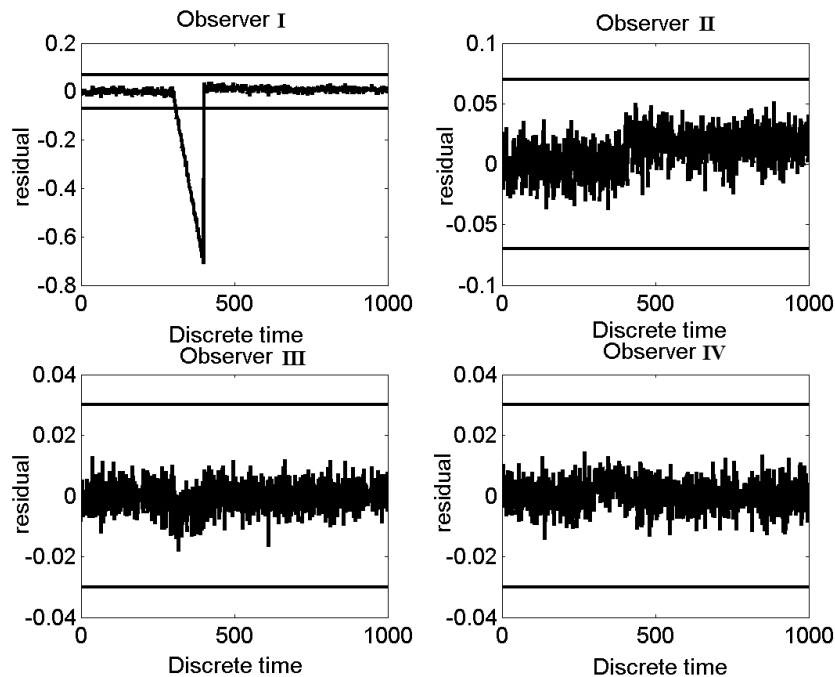 Observer I
0.2
0
-0.2
-0.4
-0.6
-0.8
residual
0
500
1000
Discrete time
Observer II
0.1
0.05
0
-0.05
-0.1
residual
0
500
1000
Discrete time
Observer III
0.04
0.02
0
-0.02
-0.04
residual
0
500
1000
Discrete time
Observer IV
0.04
0.02
0
-0.02
-0.04
residual
0
500
1000
Discrete time